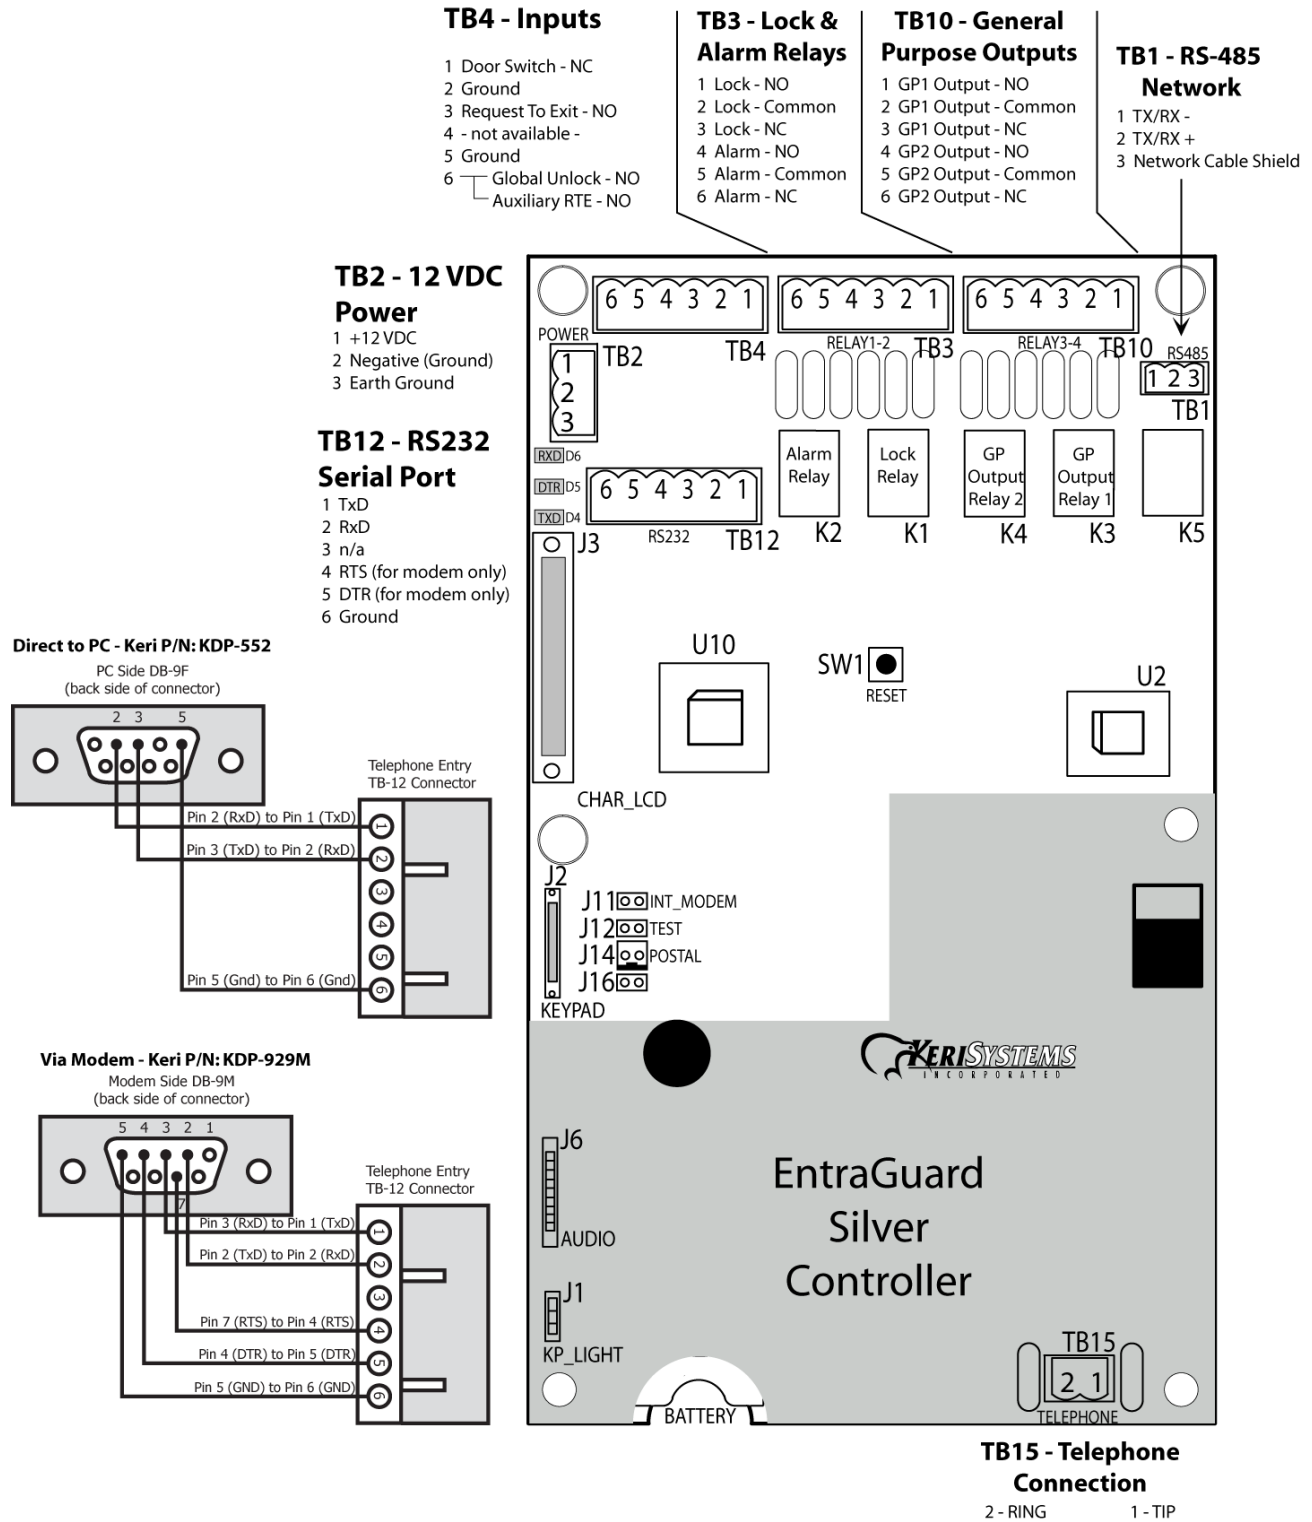 TB4 - Inputs
1 Door Switch - NC
2 Ground
3 Request To Exit - NO
4 - not available -
5 Ground
6 Global Unlock - NO
Auxiliary RTE - NO
TB3 - Lock &
Alarm Relays
1 Lock - NO
2 Lock - Common
3 Lock - NC
4 Alarm - NO
5 Alarm - Common
6 Alarm - NC
TB10 - General
Purpose Outputs
1 GP1 Output - NO
2 GP1 Output - Common
3 GP1 Output - NC
4 GP2 Output - NO
5 GP2 Output - Common
6 GP2 Output - NC
TB1 - RS-485
Network
1 TX/RX -
2 TX/RX +
3 Network Cable Shield
TB2 - 12 VDC
Power
1 +12 VDC
2 Negative (Ground)
3 Earth Ground
TB12 - RS232
Serial Port
1 TxD
2 RxD
3 n/a
4 RTS (for modem only)
5 DTR (for modem only)
6 Ground
6 5 4 3 2 1
TB4
6 5 4 3 2 1
RELAY1-2
TB3
6 5 4 3 2 1
RELAY3-4
TB10
RS485
1 2 3
TB1
POWER
1
2
3
TB2
RXD D6
DTR D5
TXD D4
6 5 4 3 2 1
RS232
TB12
Alarm
Relay
K2
Lock
Relay
K1
GP
Output
Relay 2
K4
GP
Output
Relay 1
K3
K5
J3
CHAR_LCD
U10
SW1
RESET
U2
J2
KEYPAD
J11 INT_MODEM
J12 TEST
J14 POSTAL
J16
KERISYSTEMS
INCORPORATED
J6
AUDIO
EntraGuard
Silver
Controller
J1
KP_LIGHT
BATTERY
TB15
2 1
TELEPHONE
TB15 - Telephone
Connection
2 - RING 1 - TIP
Direct to PC - Keri P/N: KDP-552
PC Side DB-9F
(back side of connector)
2 3 5
Telephone Entry
TB-12 Connector
Pin 2 (RxD) to Pin 1 (TxD)
Pin 3 (TxD) to Pin 2 (RxD)
Pin 5 (Gnd) to Pin 6 (Gnd)
1
2
3
4
5
6
Via Modem - Keri P/N: KDP-929M
Modem Side DB-9M
(back side of connector)
5 4 3 2 1
7
Telephone Entry
TB-12 Connector
Pin 3 (RxD) to Pin 1 (TxD)
Pin 2 (TxD) to Pin 2 (RxD)
Pin 7 (RTS) to Pin 4 (RTS)
Pin 4 (DTR) to Pin 5 (DTR)
Pin 5 (GND) to Pin 6 (GND)
1
2
3
4
5
6